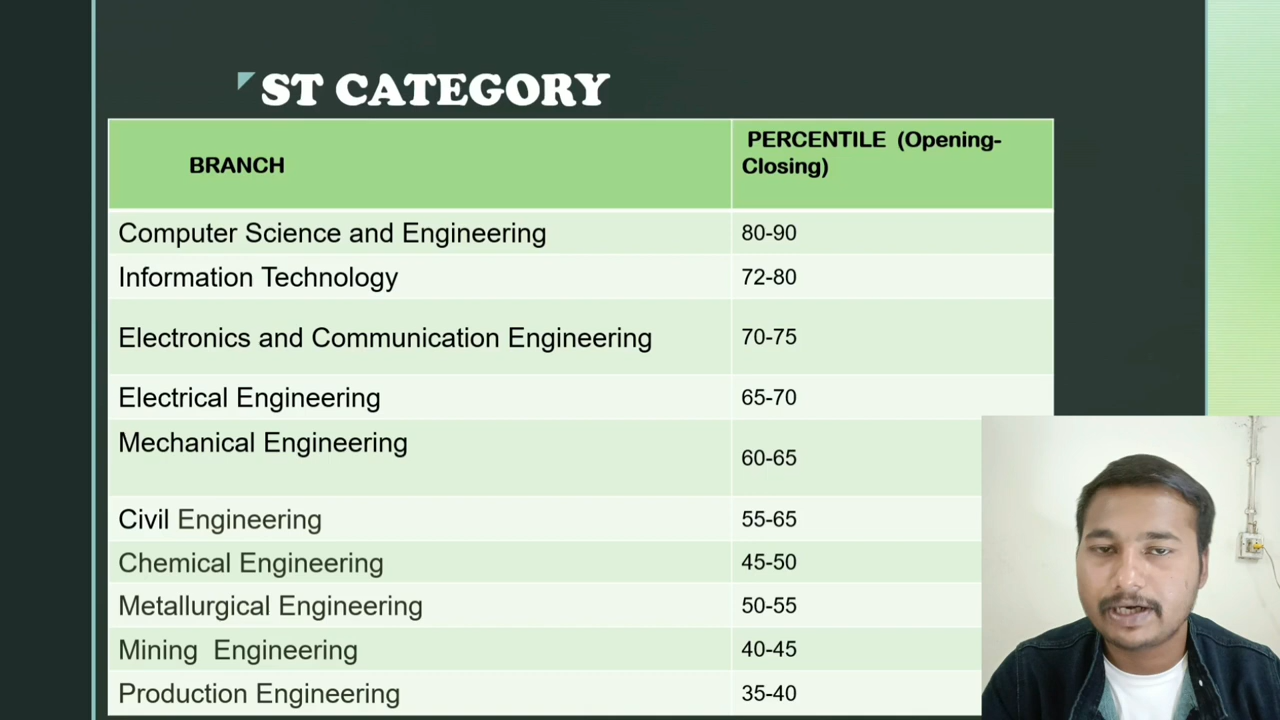 ST CATEGORY
BRANCH
PERCENTILE (Opening-
Closing)
Computer Science and Engineering
80-90
Information Technology
72-80
Electronics and Communication Engineering
70-75
Electrical Engineering
65-70
Mechanical Engineering
60-65
Civil Engineering
55-65
Chemical Engineering
45-50
Metallurgical Engineering
50-55
Mining Engineering
40-45
Production Engineering
35-40